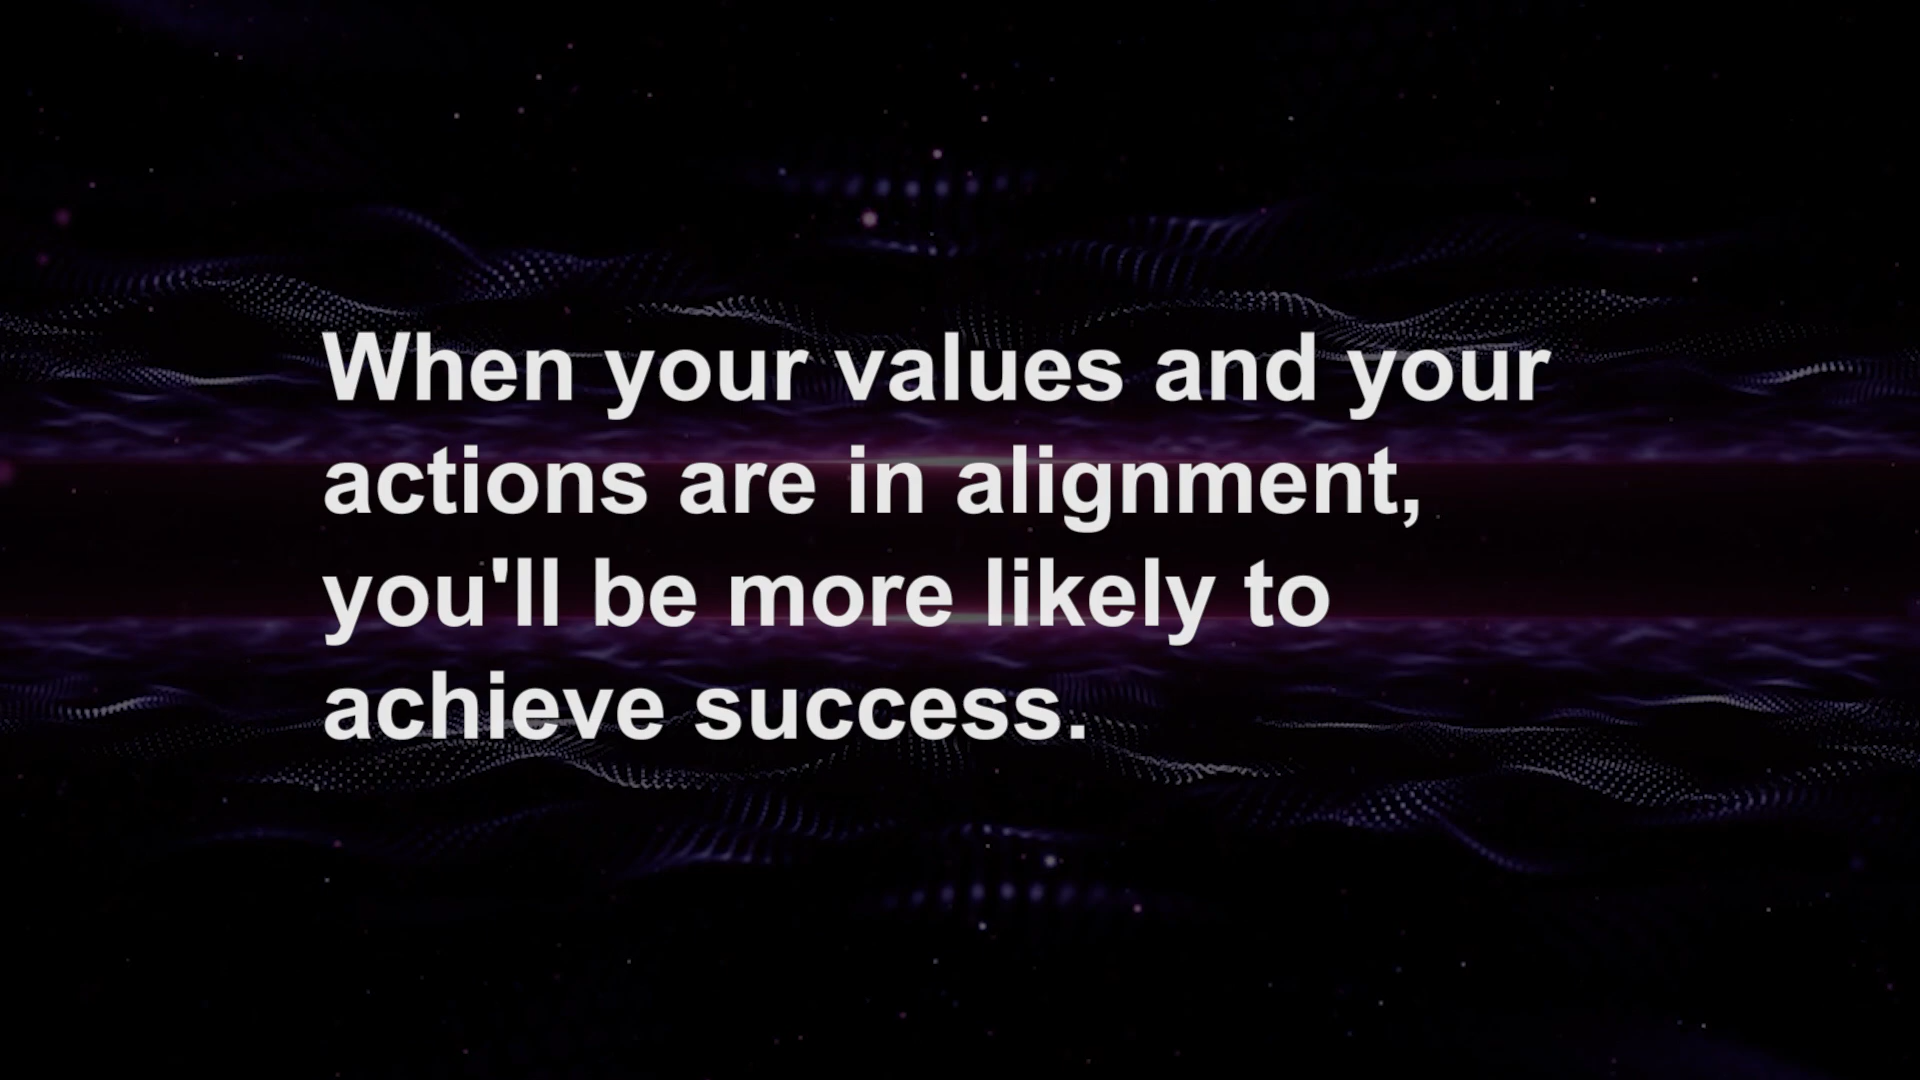 When your values and your
actions are in alignment,
you'll be more likely to
achieve success.